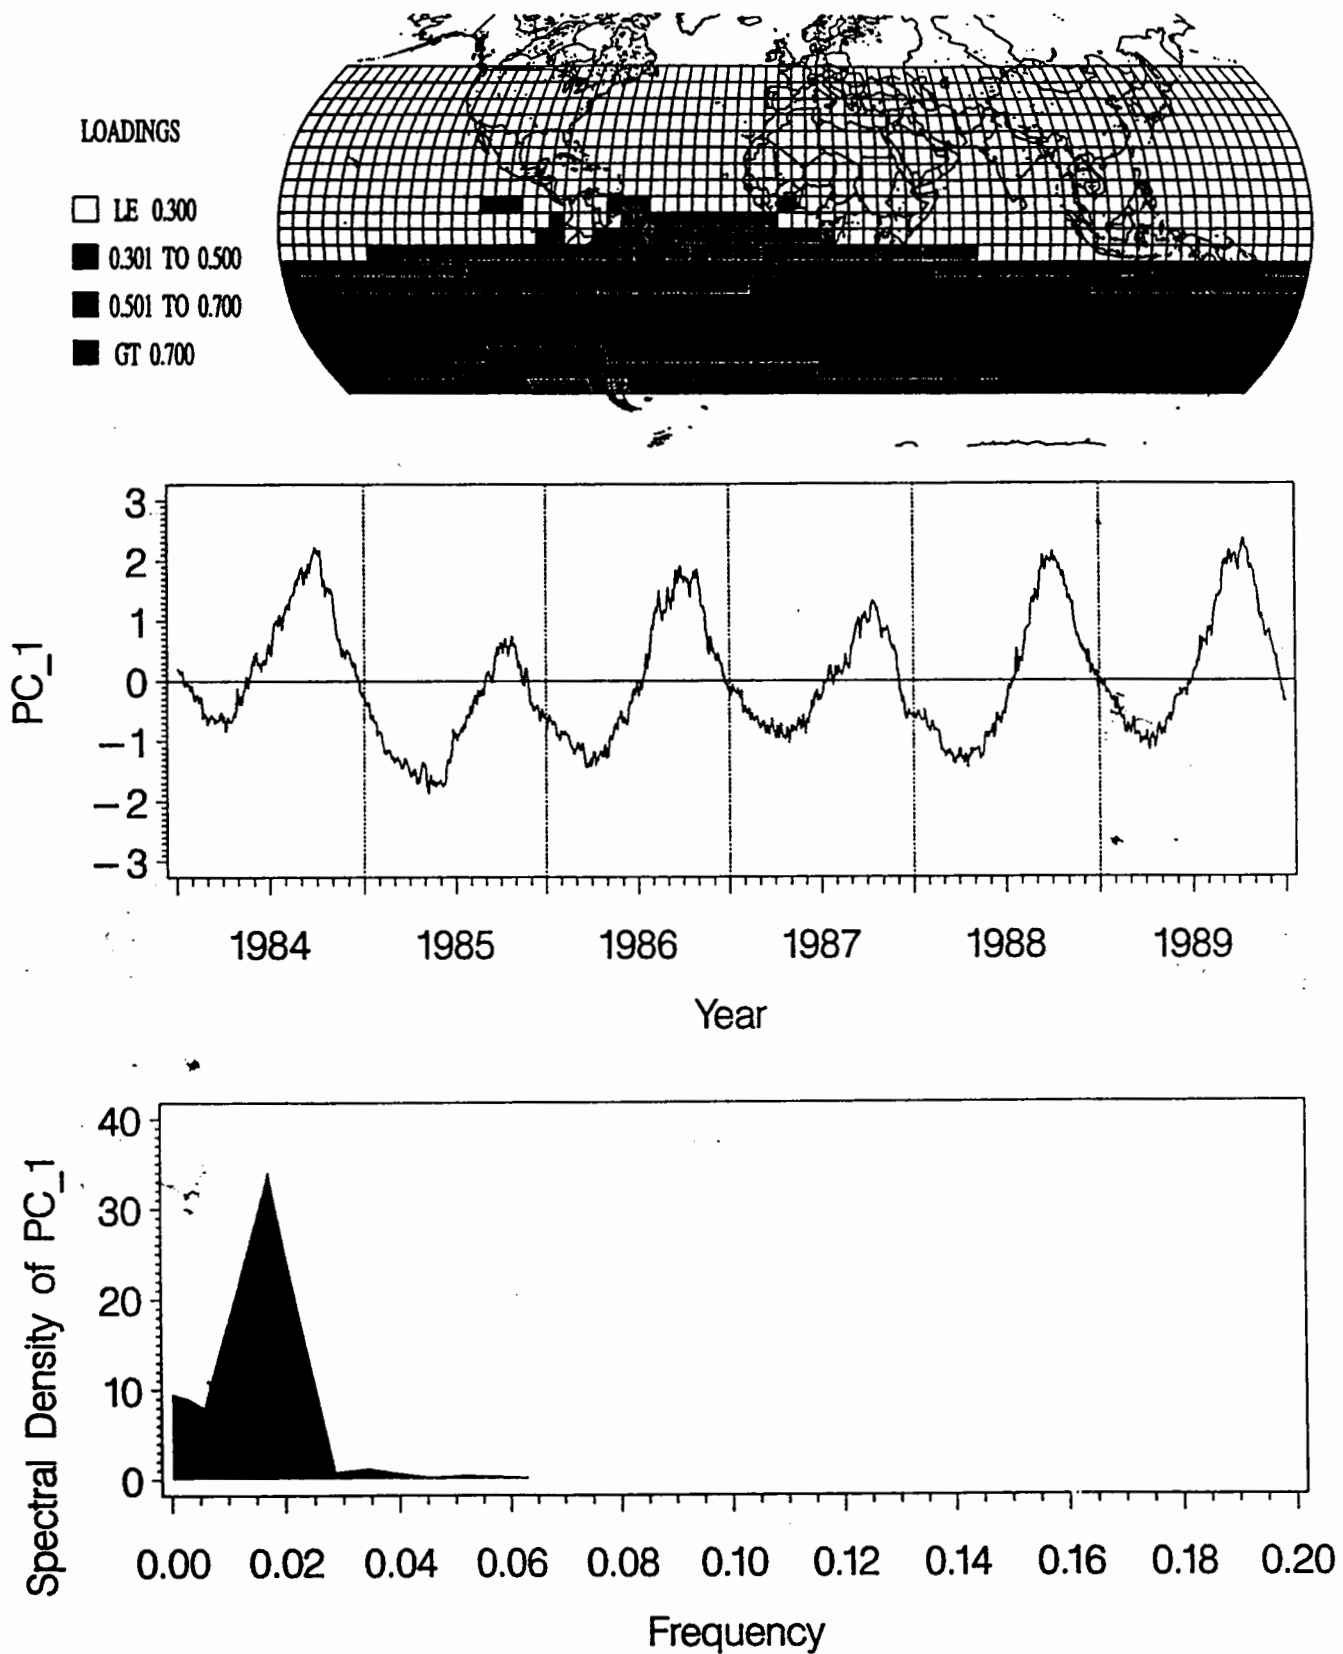 LOADINGS
LE 0.300
0.301 TO 0.500
0.501 TO 0.700
GT 0.700
3
2
1
0
−1
−2
−3
PC_1
1984 1985 1986 1987 1988 1989
Year
40
30
20
10
0
Spectral Density of PC_1
0.00 0.02 0.04 0.06 0.08 0.10 0.12 0.14 0.16 0.18 0.20
Frequency